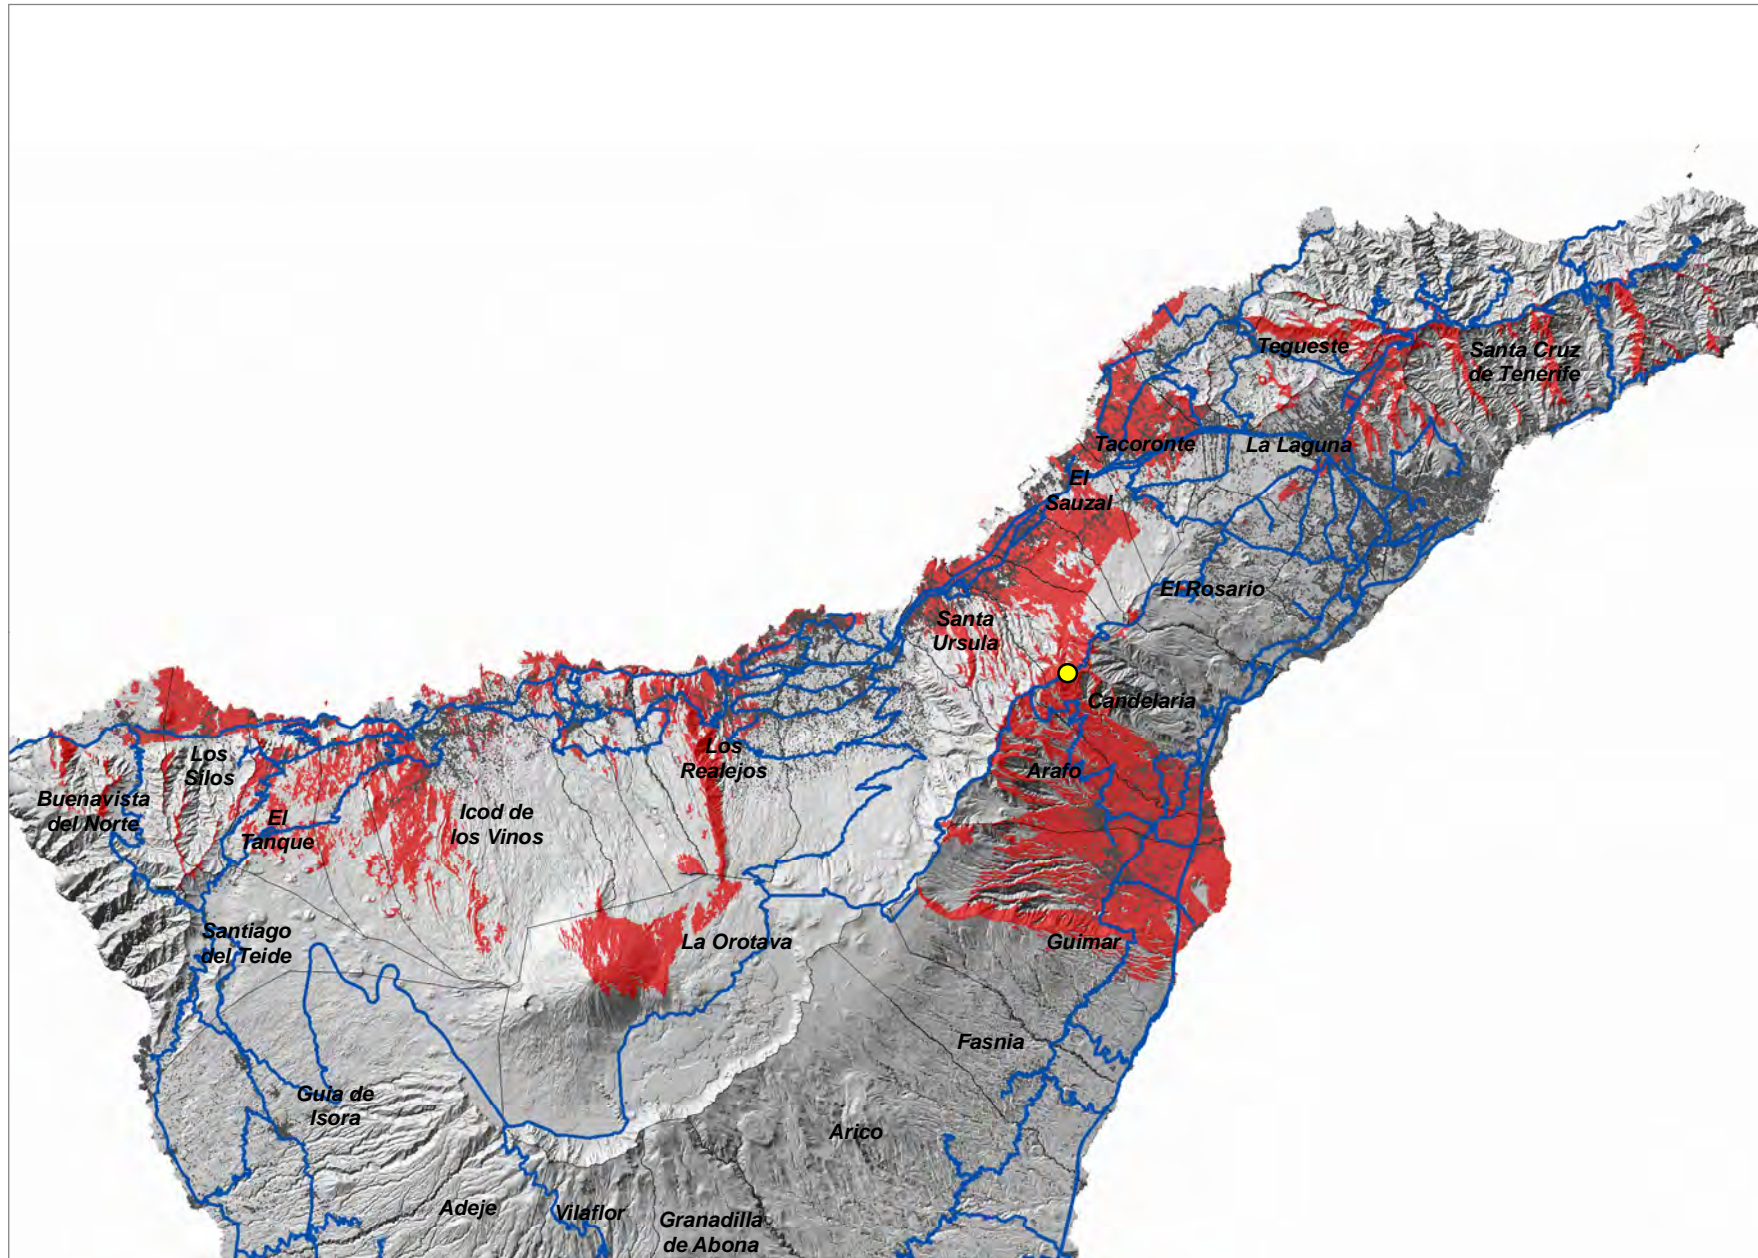 Tegueste
Santa Cruz
de Tenerife
Tacoronte
La Laguna
El
Sauzal
El Rosario
Santa
Ursula
Candelaria
Los
Silos
Los
Realejos
Arafo
Buenavista
del Norte
El
Tanque
Icod de
los Vinos
Santiago
del Teide
La Orotava
Guimar
Fasnia
Guia de
Isora
Arico
Adeje
Vilaflor
Granadilla
de Abona